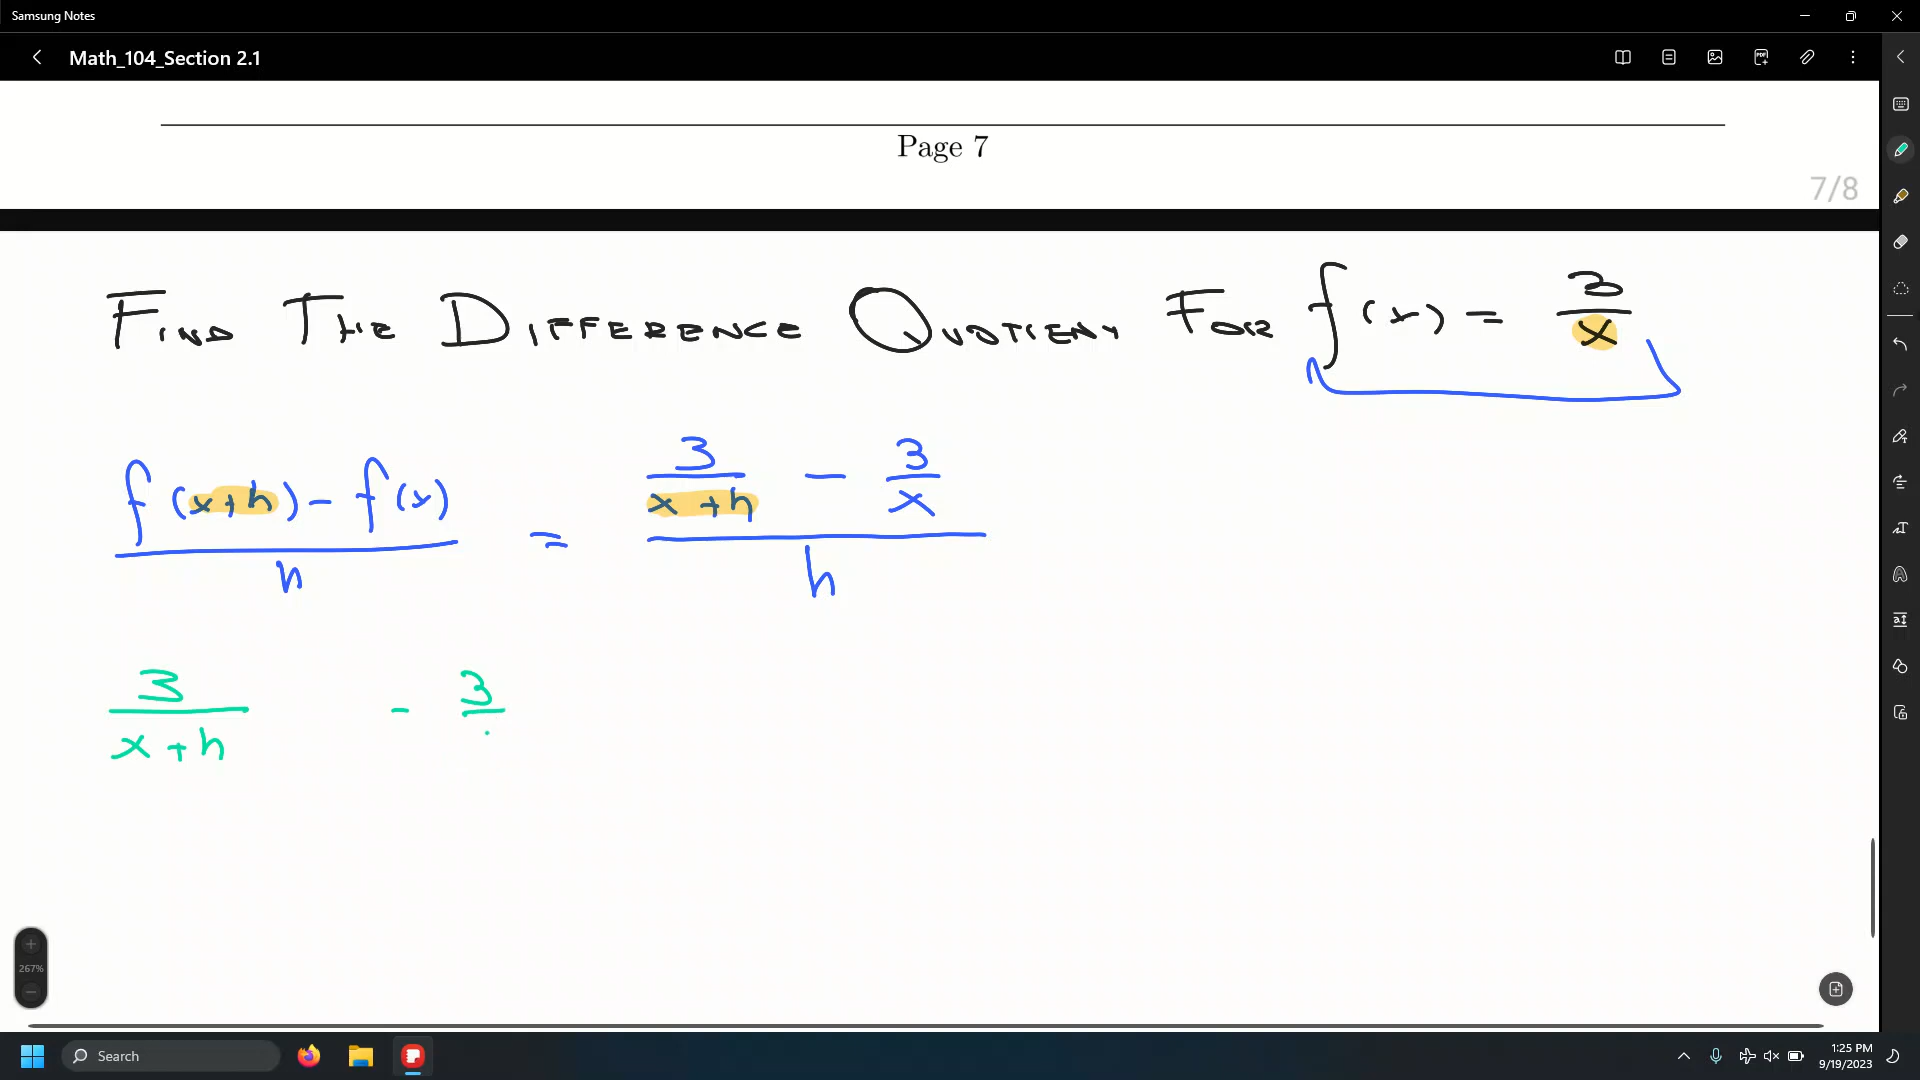 Samsung Notes
Math_104_Section 2.1
Page 7
7/8
FIND THE DIFFERENCE QUOTIENT FOR f(x) = 3/x
(f(x+h) - f(x))/h = (3/(x+h) - 3/x)/h
3/(x+h) - 3/
267%
Search
1:25 PM
9/19/2023